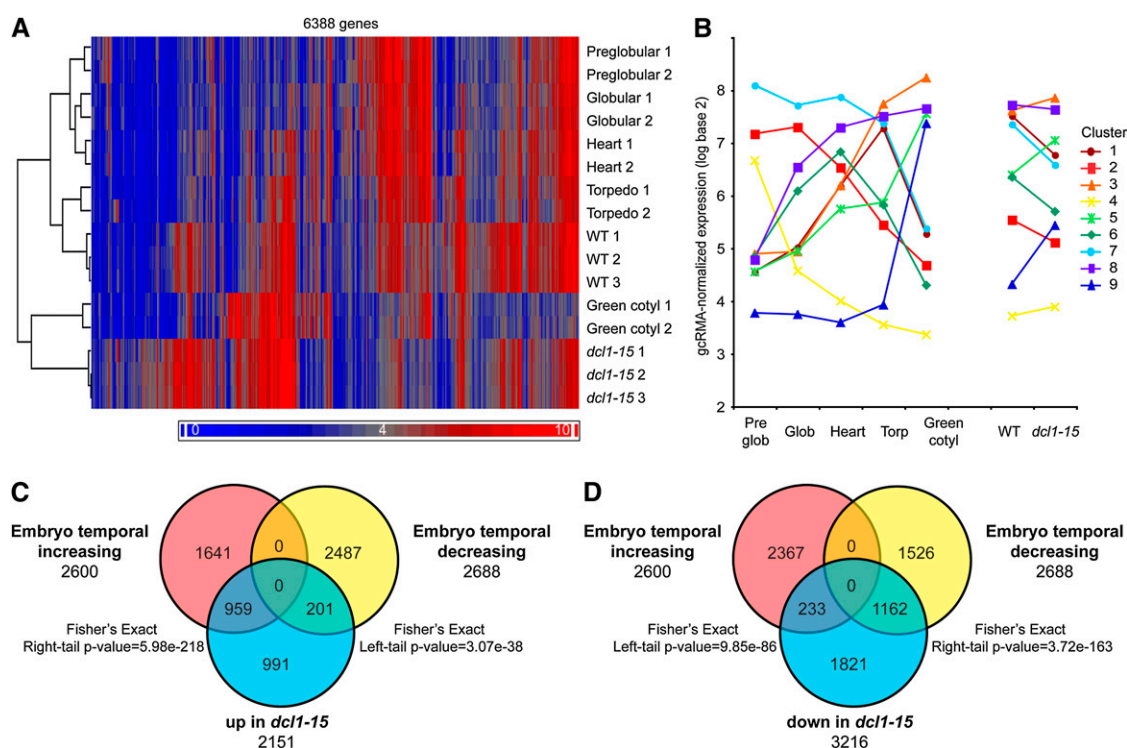 A
6388 genes
Preglobular 1
Preglobular 2
Globular 1
Globular 2
Heart 1
Heart 2
Torpedo 1
Torpedo 2
WT 1
WT 2
WT 3
Green cotyl 1
Green cotyl 2
dcl1-15 1
dcl1-15 2
dcl1-15 3
0 4 10
B
gcRMA-normalized expression (log base 2)
8
7
6
5
4
3
2
Pre glob
Glob
Heart
Torp
Green cotyl
WT
dcl1-15
Cluster
1
2
3
4
5
6
7
8
9
C
Embryo temporal
increasing
2600
1641
0
2487
Embryo temporal
decreasing
2688
0
959
201
Fisher's Exact
Right-tail p-value=5.98e-218
Fisher's Exact
Left-tail p-value=3.07e-38
991
up in dcl1-15
2151
D
Embryo temporal
increasing
2600
2367
0
1526
Embryo temporal
decreasing
2688
0
233
1162
Fisher's Exact
Left-tail p-value=9.85e-86
Fisher's Exact
Right-tail p-value=3.72e-163
1821
down in dcl1-15
3216